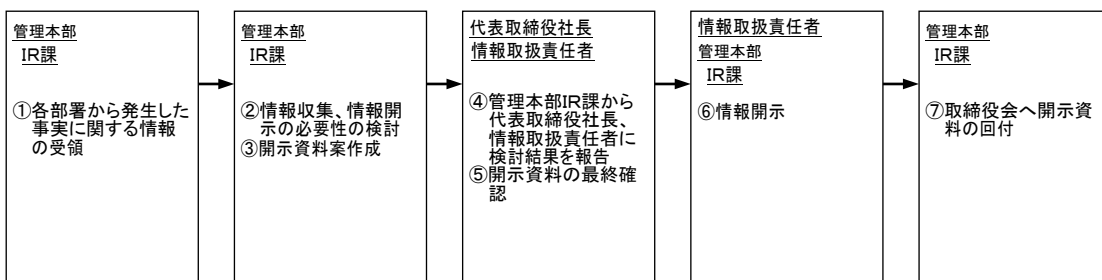 管理本部
IR課
①各部署から発生した
事実に関する情報
の受領
管理本部
IR課
②情報収集、情報開
示の必要性の検討
③開示資料案作成
代表取締役社長
情報取扱責任者
④管理本部IR課から
代表取締役社長、
情報取扱責任者に
検討結果を報告
⑤開示資料の最終確
認
情報取扱責任者
管理本部
IR課
⑥情報開示
管理本部
IR課
⑦取締役会へ開示資
料の回付